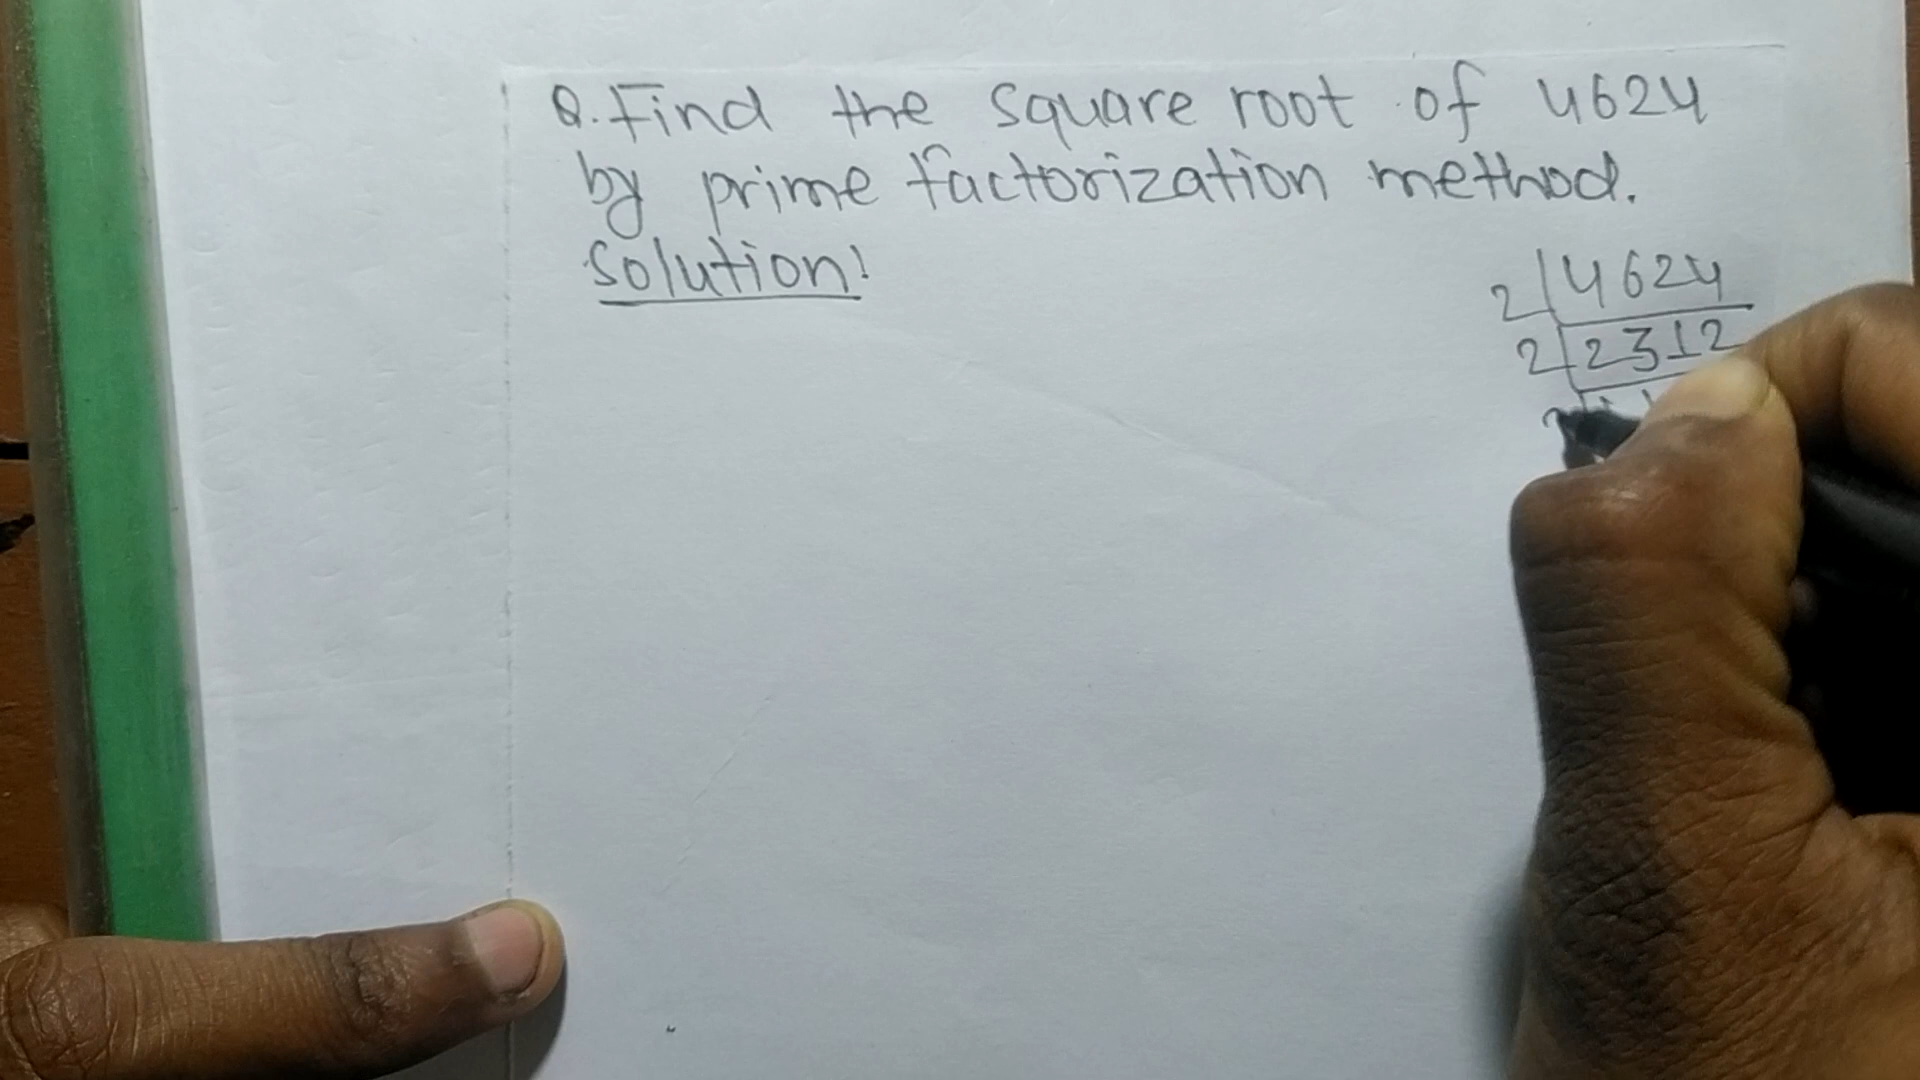 Q. Find the square root of 4624
by prime factorization method.
Solution:
2 | 4624
2 | 2312